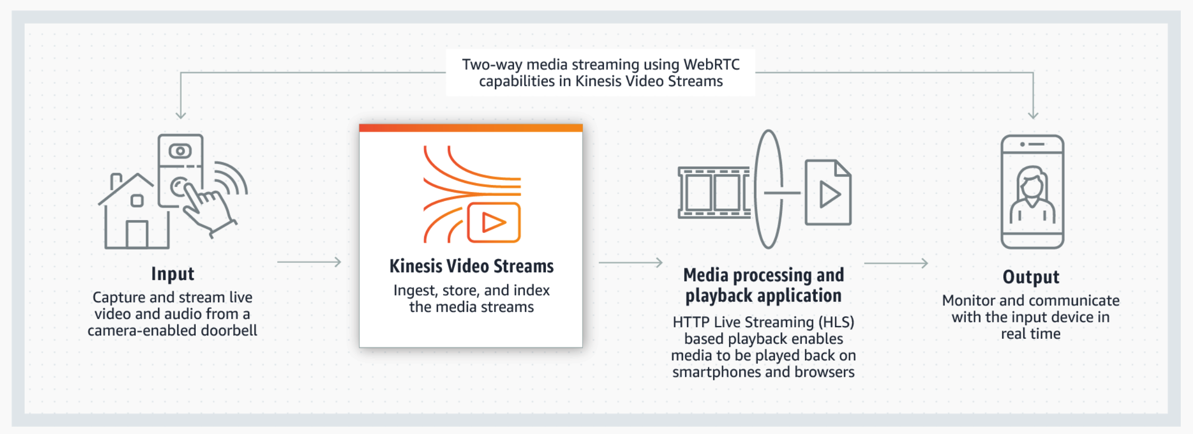 Two-way media streaming using WebRTC
capabilities in Kinesis Video Streams
Input
Capture and stream live
video and audio from a
camera-enabled doorbell
Kinesis Video Streams
Ingest, store, and index
the media streams
Media processing and
playback application
HTTP Live Streaming (HLS)
based playback enables
media to be played back on
smartphones and browsers
Output
Monitor and communicate
with the input device in
real time